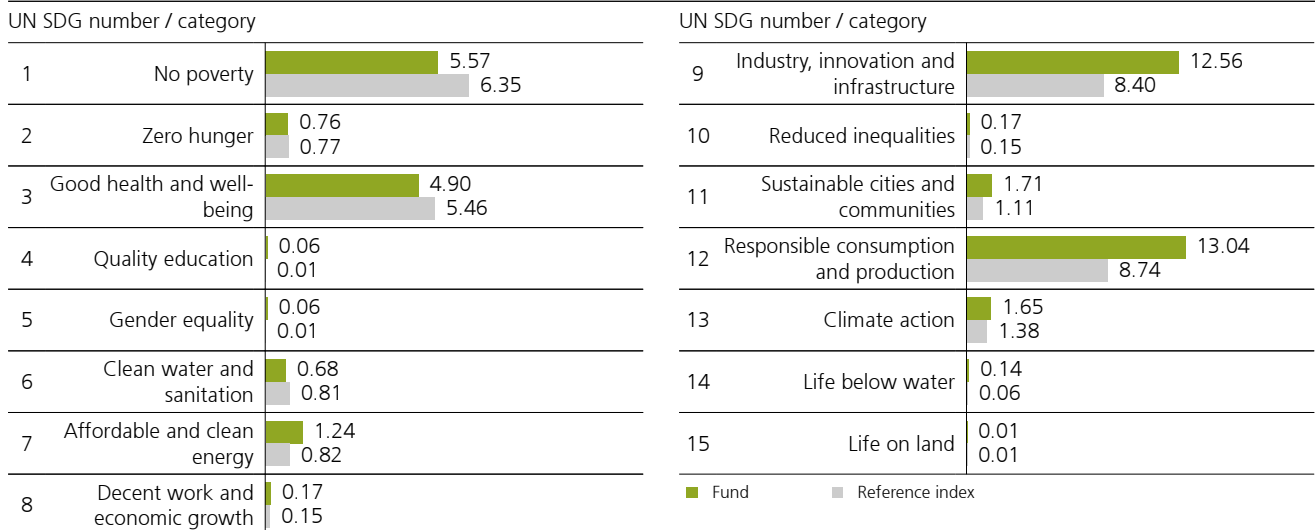 UN SDG number / category
1
No poverty
5.57
6.35
2
Zero hunger
0.76
0.77
3
Good health and well-
being
4.90
5.46
4
Quality education
0.06
0.01
5
Gender equality
0.06
0.01
6
Clean water and
sanitation
0.68
0.81
7
Affordable and clean
energy
1.24
0.82
8
Decent work and
economic growth
0.17
0.15
UN SDG number / category
9
Industry, innovation and
infrastructure
12.56
8.40
10
Reduced inequalities
0.17
0.15
11
Sustainable cities and
communities
1.71
1.11
12
Responsible consumption
and production
13.04
8.74
13
Climate action
1.65
1.38
14
Life below water
0.14
0.06
15
Life on land
0.01
0.01
Fund
Reference index